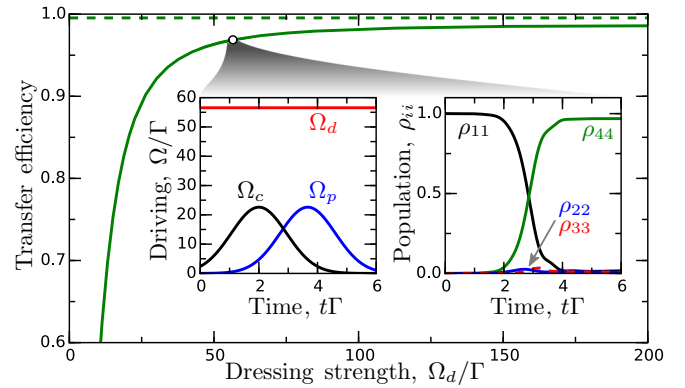 Transfer efficiency
1.0
0.9
0.8
0.7
0.6
0
50
100
150
200
Dressing strength, Ω_d/Γ
Driving, Ω/Γ
60
50
40
30
20
10
0
0
2
4
6
Time, tΓ
Ω_d
Ω_c
Ω_p
Population, ρ_ii
1.0
0.5
0.0
0
2
4
6
Time, tΓ
ρ_11
ρ_44
ρ_22
ρ_33